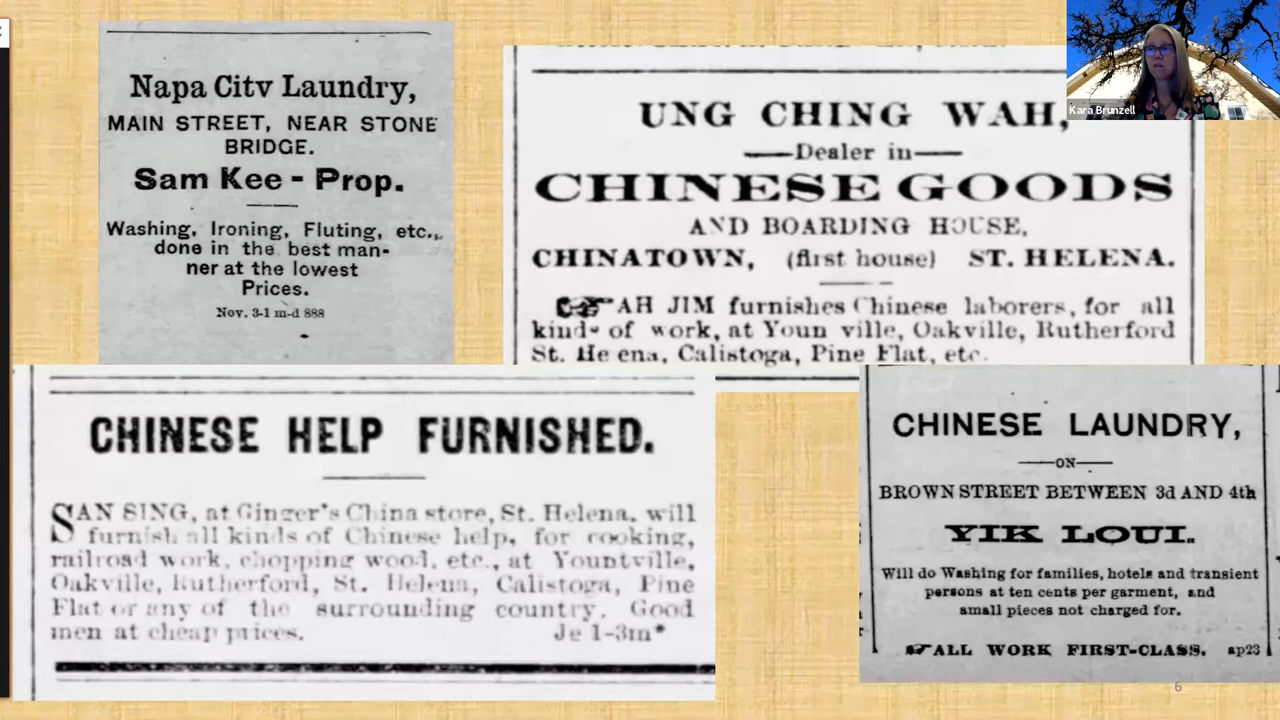 Napa City Laundry,
MAIN STREET, NEAR STONE
BRIDGE.
Sam Kee - Prop.
Washing, Ironing, Fluting, etc.,
done in the best man-
ner at the lowest
Prices.
Nov. 3-1 m-d 888
UNG CHING WAH,
Dealer in
CHINESE GOODS
AND BOARDING HOUSE,
CHINATOWN, (first house) ST. HELENA.
AH JIM furnishes Chinese laborers, for all
kinds of work, at Youn ville, Oakville, Rutherford
St. He ena, Calistoga, Pine Flat, etc.
Kara Brunzell
CHINESE HELP FURNISHED.
SAN SING, at Ginger's China store, St. Helena, will
furnish all kinds of Chinese help, for cooking,
railroad work, chopping wood, etc., at Yountville,
Oakville, Rutherford, St. Helena, Calistoga, Pine
Flat or any of the surrounding country. Good
men at cheap prices. Je 1-3m*
CHINESE LAUNDRY,
ON
BROWN STREET BETWEEN 3d AND 4th
YIK LOUI.
Will do Washing for families, hotels and transient
persons at ten cents per garment, and
small pieces not charged for.
ALL WORK FIRST-CLASS. ap23
6